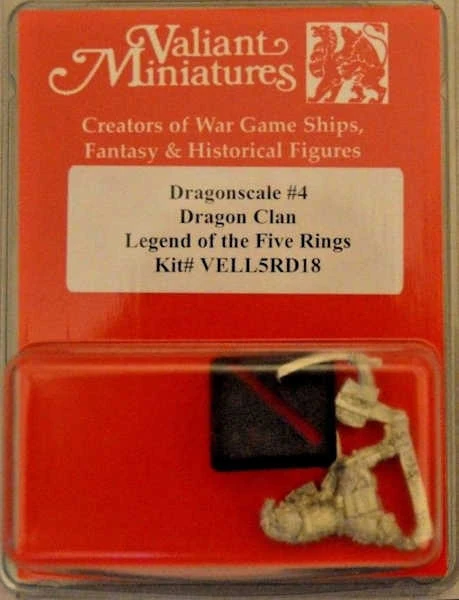 Valiant
Miniatures
Creators of War Game Ships,
Fantasy & Historical Figures
Dragonscale #4
Dragon Clan
Legend of the Five Rings
Kit# VELL5RD18